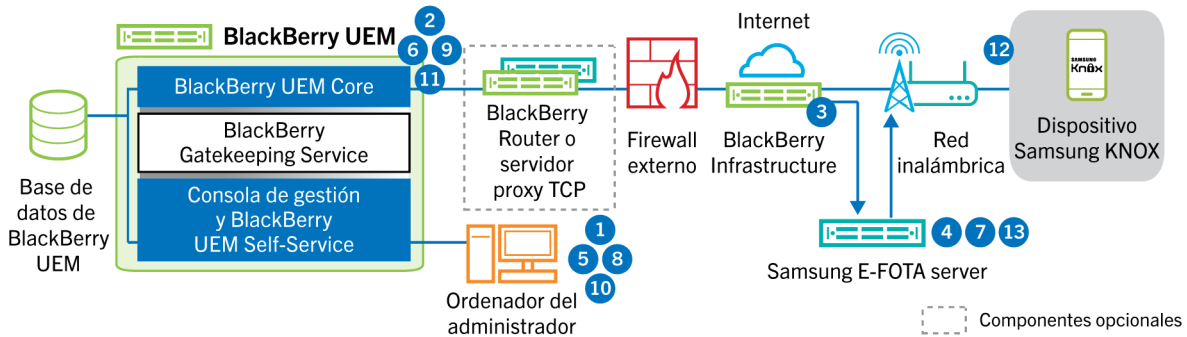 BlackBerry UEM
2
6
9
11
BlackBerry UEM Core
BlackBerry
Gatekeeping Service
Consola de gestión
y BlackBerry
UEM Self-Service
Base de
datos de
BlackBerry
UEM
BlackBerry
Router o
servidor
proxy TCP
1
5
8
10
Ordenador del
administrador
Firewall
externo
Internet
3
BlackBerry
Infrastructure
Red
inalámbrica
12
SAMSUNG
Knox
Dispositivo
Samsung KNOX
4
7
13
Samsung E-FOTA server
Componentes opcionales